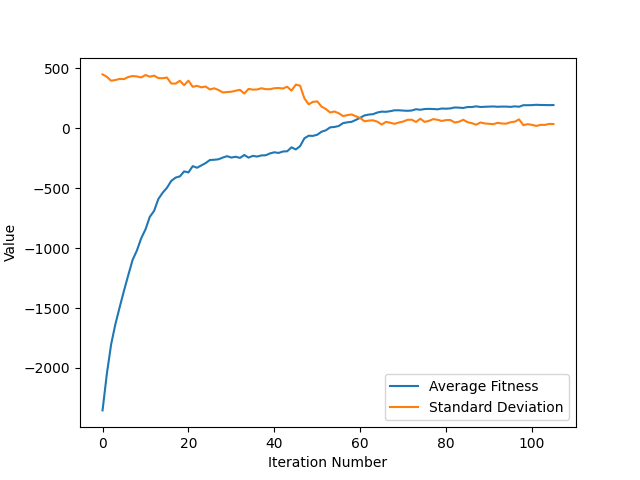 500
0
−500
−1000
−1500
−2000
Value
0 20 40 60 80 100
Iteration Number
Average Fitness
Standard Deviation